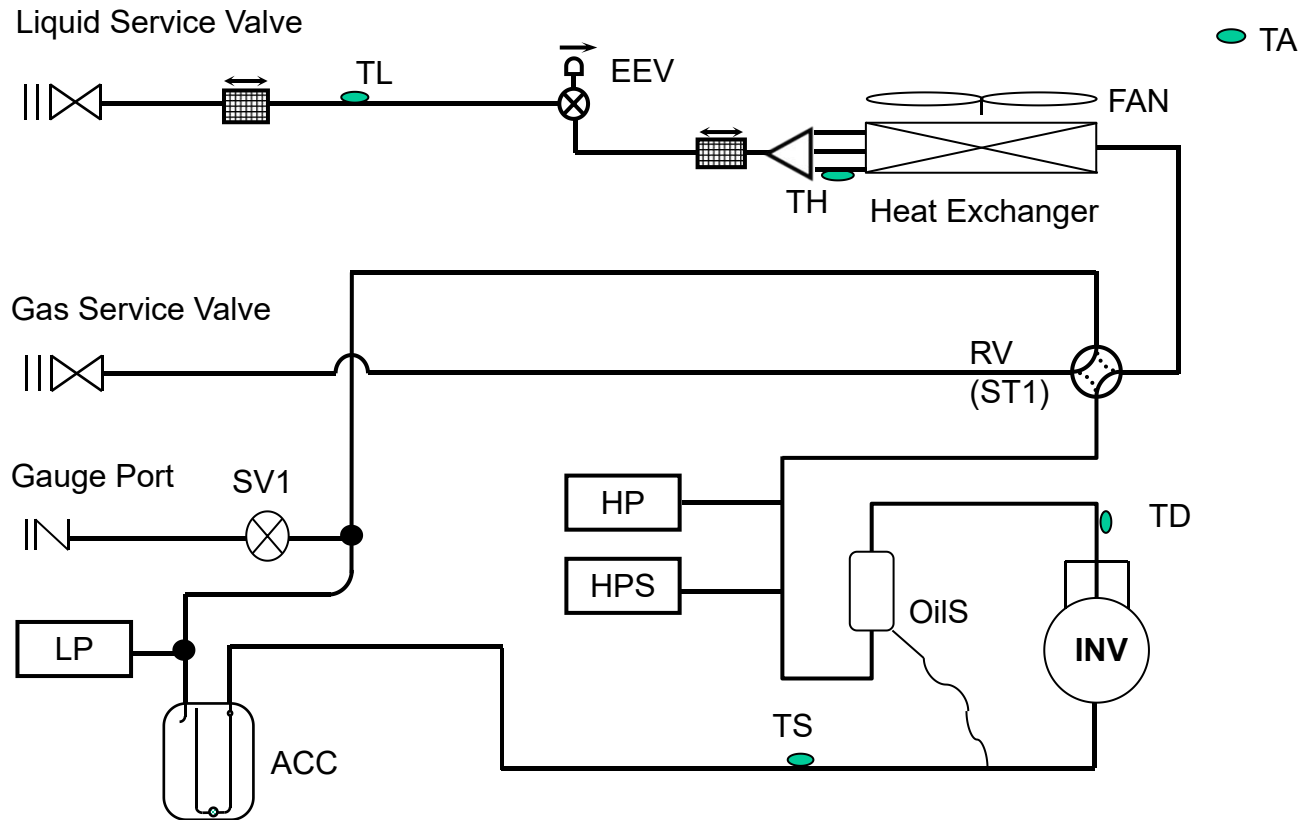 Liquid Service Valve
TA
TL
EEV
FAN
TH
Heat Exchanger
Gas Service Valve
RV
(ST1)
Gauge Port
SV1
HP
TD
HPS
OilS
LP
INV
TS
ACC